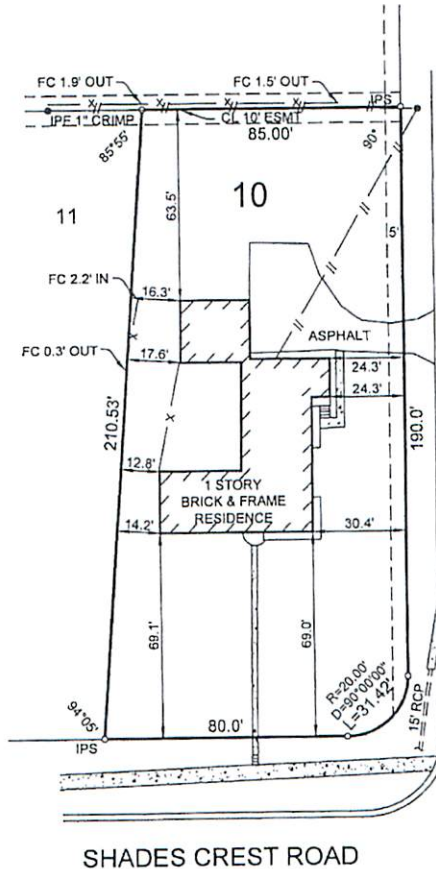 FC 1.9' OUT
FC 1.5' OUT
IPS
IPF 1" CRIMP
CL 10' ESMT
85.00'
85°55'
90°
63.5'
10
11
5'
FC 2.2' IN
16.3'
ASPHALT
FC 0.3' OUT
17.6'
24.3'
24.3'
210.53'
190.0'
12.8'
1 STORY
BRICK & FRAME
RESIDENCE
14.2'
30.4'
69.1'
69.0'
R=20.00'
D=90°00'00"
L=31.42'
94°05'
80.0'
IPS
15' RCP
SHADES CREST ROAD